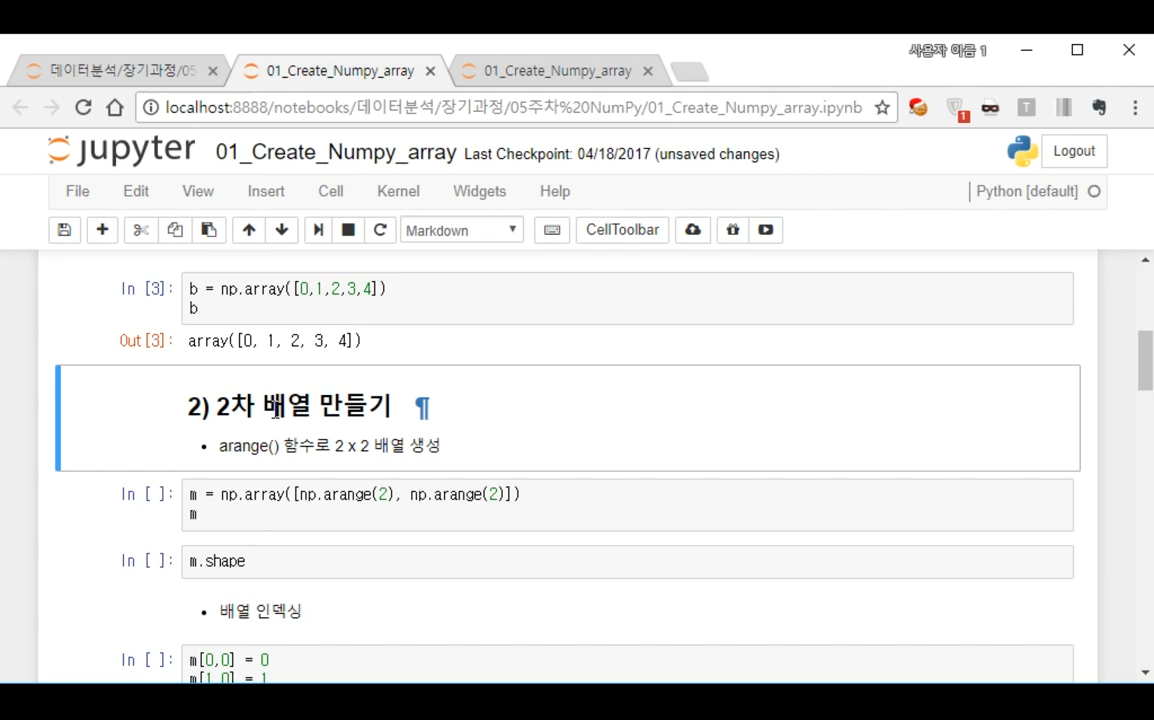 사용자 이름 1
데이터분석/장기과정/05
01_Create_Numpy_array
01_Create_Numpy_array
localhost:8888/notebooks/데이터분석/장기과정/05주차%20NumPy/01_Create_Numpy_array.ipynb
T
1
jupyter 01_Create_Numpy_array Last Checkpoint: 04/18/2017 (unsaved changes)
Logout
File Edit View Insert Cell Kernel Widgets Help
Python [default]
Markdown
CellToolbar
In [3]: b = np.array([0,1,2,3,4])
b
Out[3]: array([0, 1, 2, 3, 4])
2) 2차 배열 만들기 ¶
• arange() 함수로 2 x 2 배열 생성
In [ ]: m = np.array([np.arange(2), np.arange(2)])
m
In [ ]: m.shape
• 배열 인덱싱
In [ ]: m[0,0] = 0
m[1,0] = 1